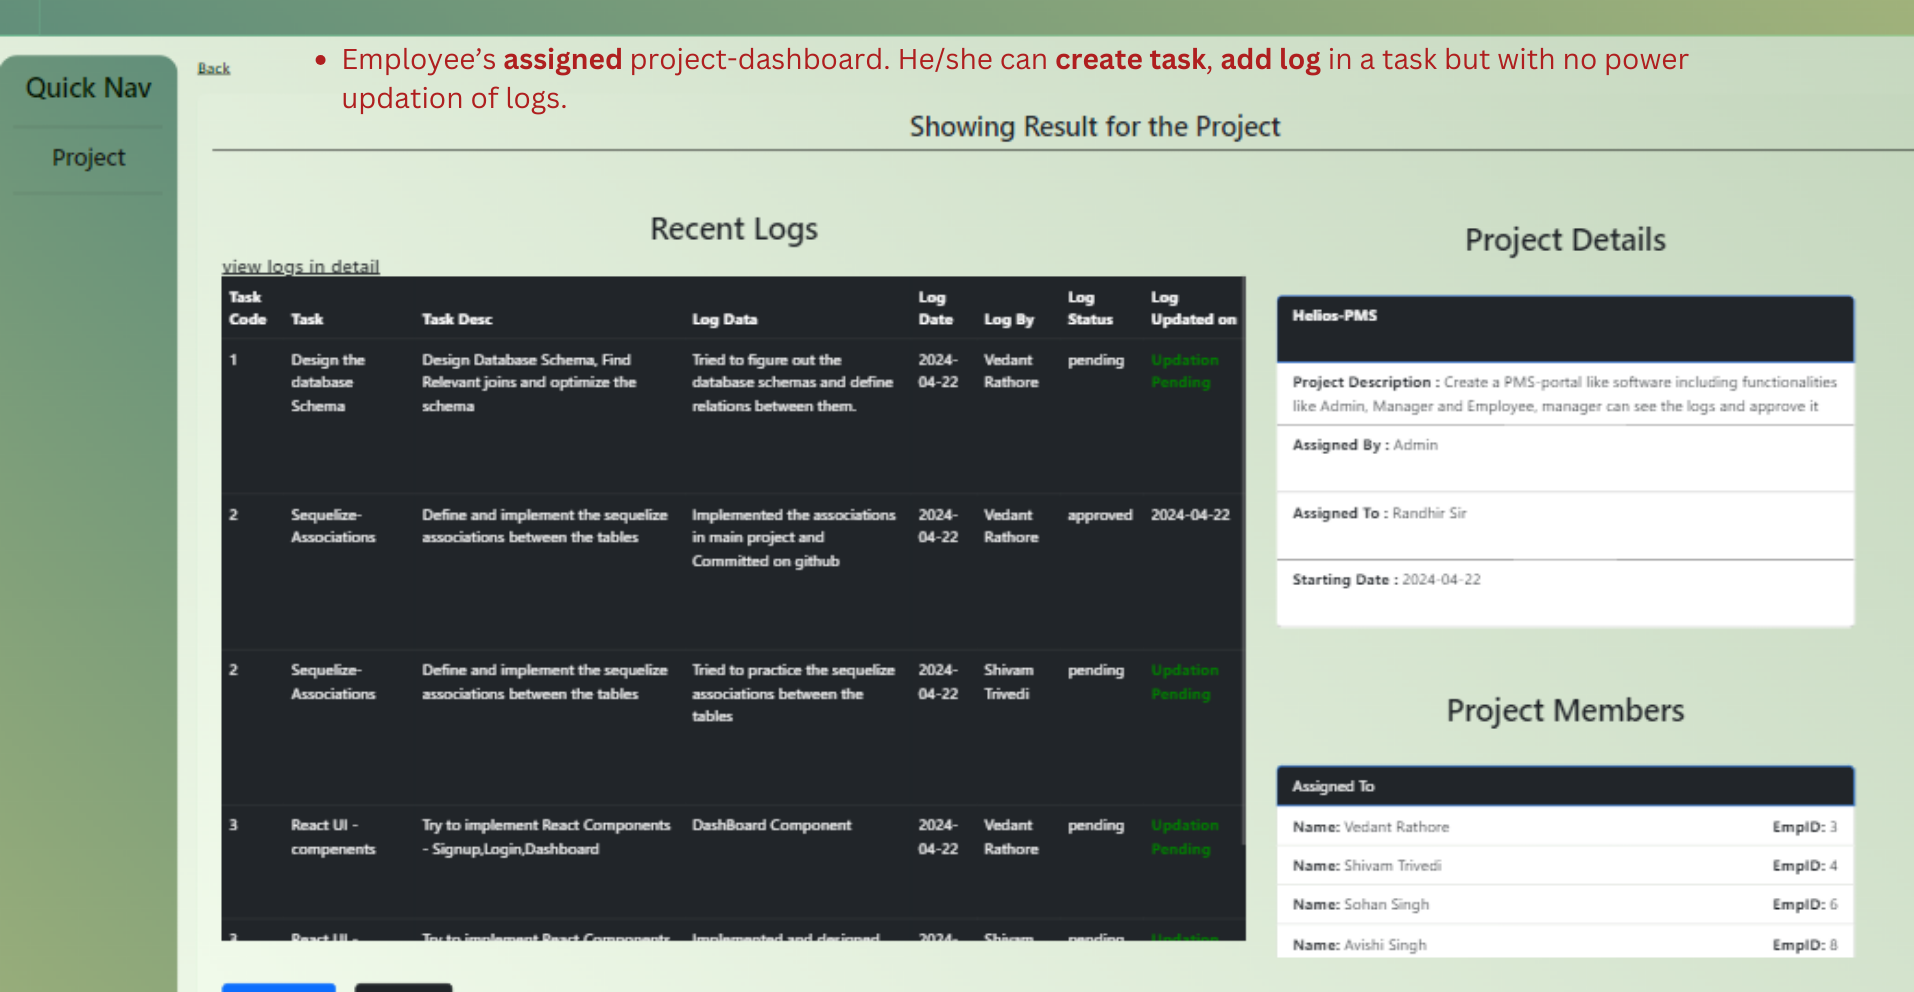 • Employee’s assigned project-dashboard. He/she can create task, add log in a task but with no power
updation of logs.
Quick Nav
Project
Back
Showing Result for the Project
Recent Logs
view logs in detail
Task Code Task Task Desc Log Data Log Date Log By Log Status Log Updated on
1 Design the database Schema Design Database Schema, Find Relevant joins and optimize the schema Tried to figure out the database schemas and define relations between them. 2024-04-22 Vedant Rathore pending Updation Pending
2 Sequelize-Associations Define and implement the sequelize associations between the tables Implemented the associations in main project and Committed on github 2024-04-22 Vedant Rathore approved 2024-04-22
2 Sequelize-Associations Define and implement the sequelize associations between the tables Tried to practice the sequelize associations between the tables 2024-04-22 Shivam Trivedi pending Updation Pending
3 React UI - compenents Try to implement React Components - Signup,Login,Dashboard DashBoard Component 2024-04-22 Vedant Rathore pending Updation Pending
3 React UI - Try to implement React Components Implemented and designed 2024- Shivam pending Updation
Project Details
Helios-PMS
Project Description : Create a PMS-portal like software including functionalities
like Admin, Manager and Employee, manager can see the logs and approve it
Assigned By : Admin
Assigned To : Randhir Sir
Starting Date : 2024-04-22
Project Members
Assigned To
Name: Vedant Rathore EmpID: 3
Name: Shivam Trivedi EmpID: 4
Name: Sohan Singh EmpID: 6
Name: Avishi Singh EmpID: 8